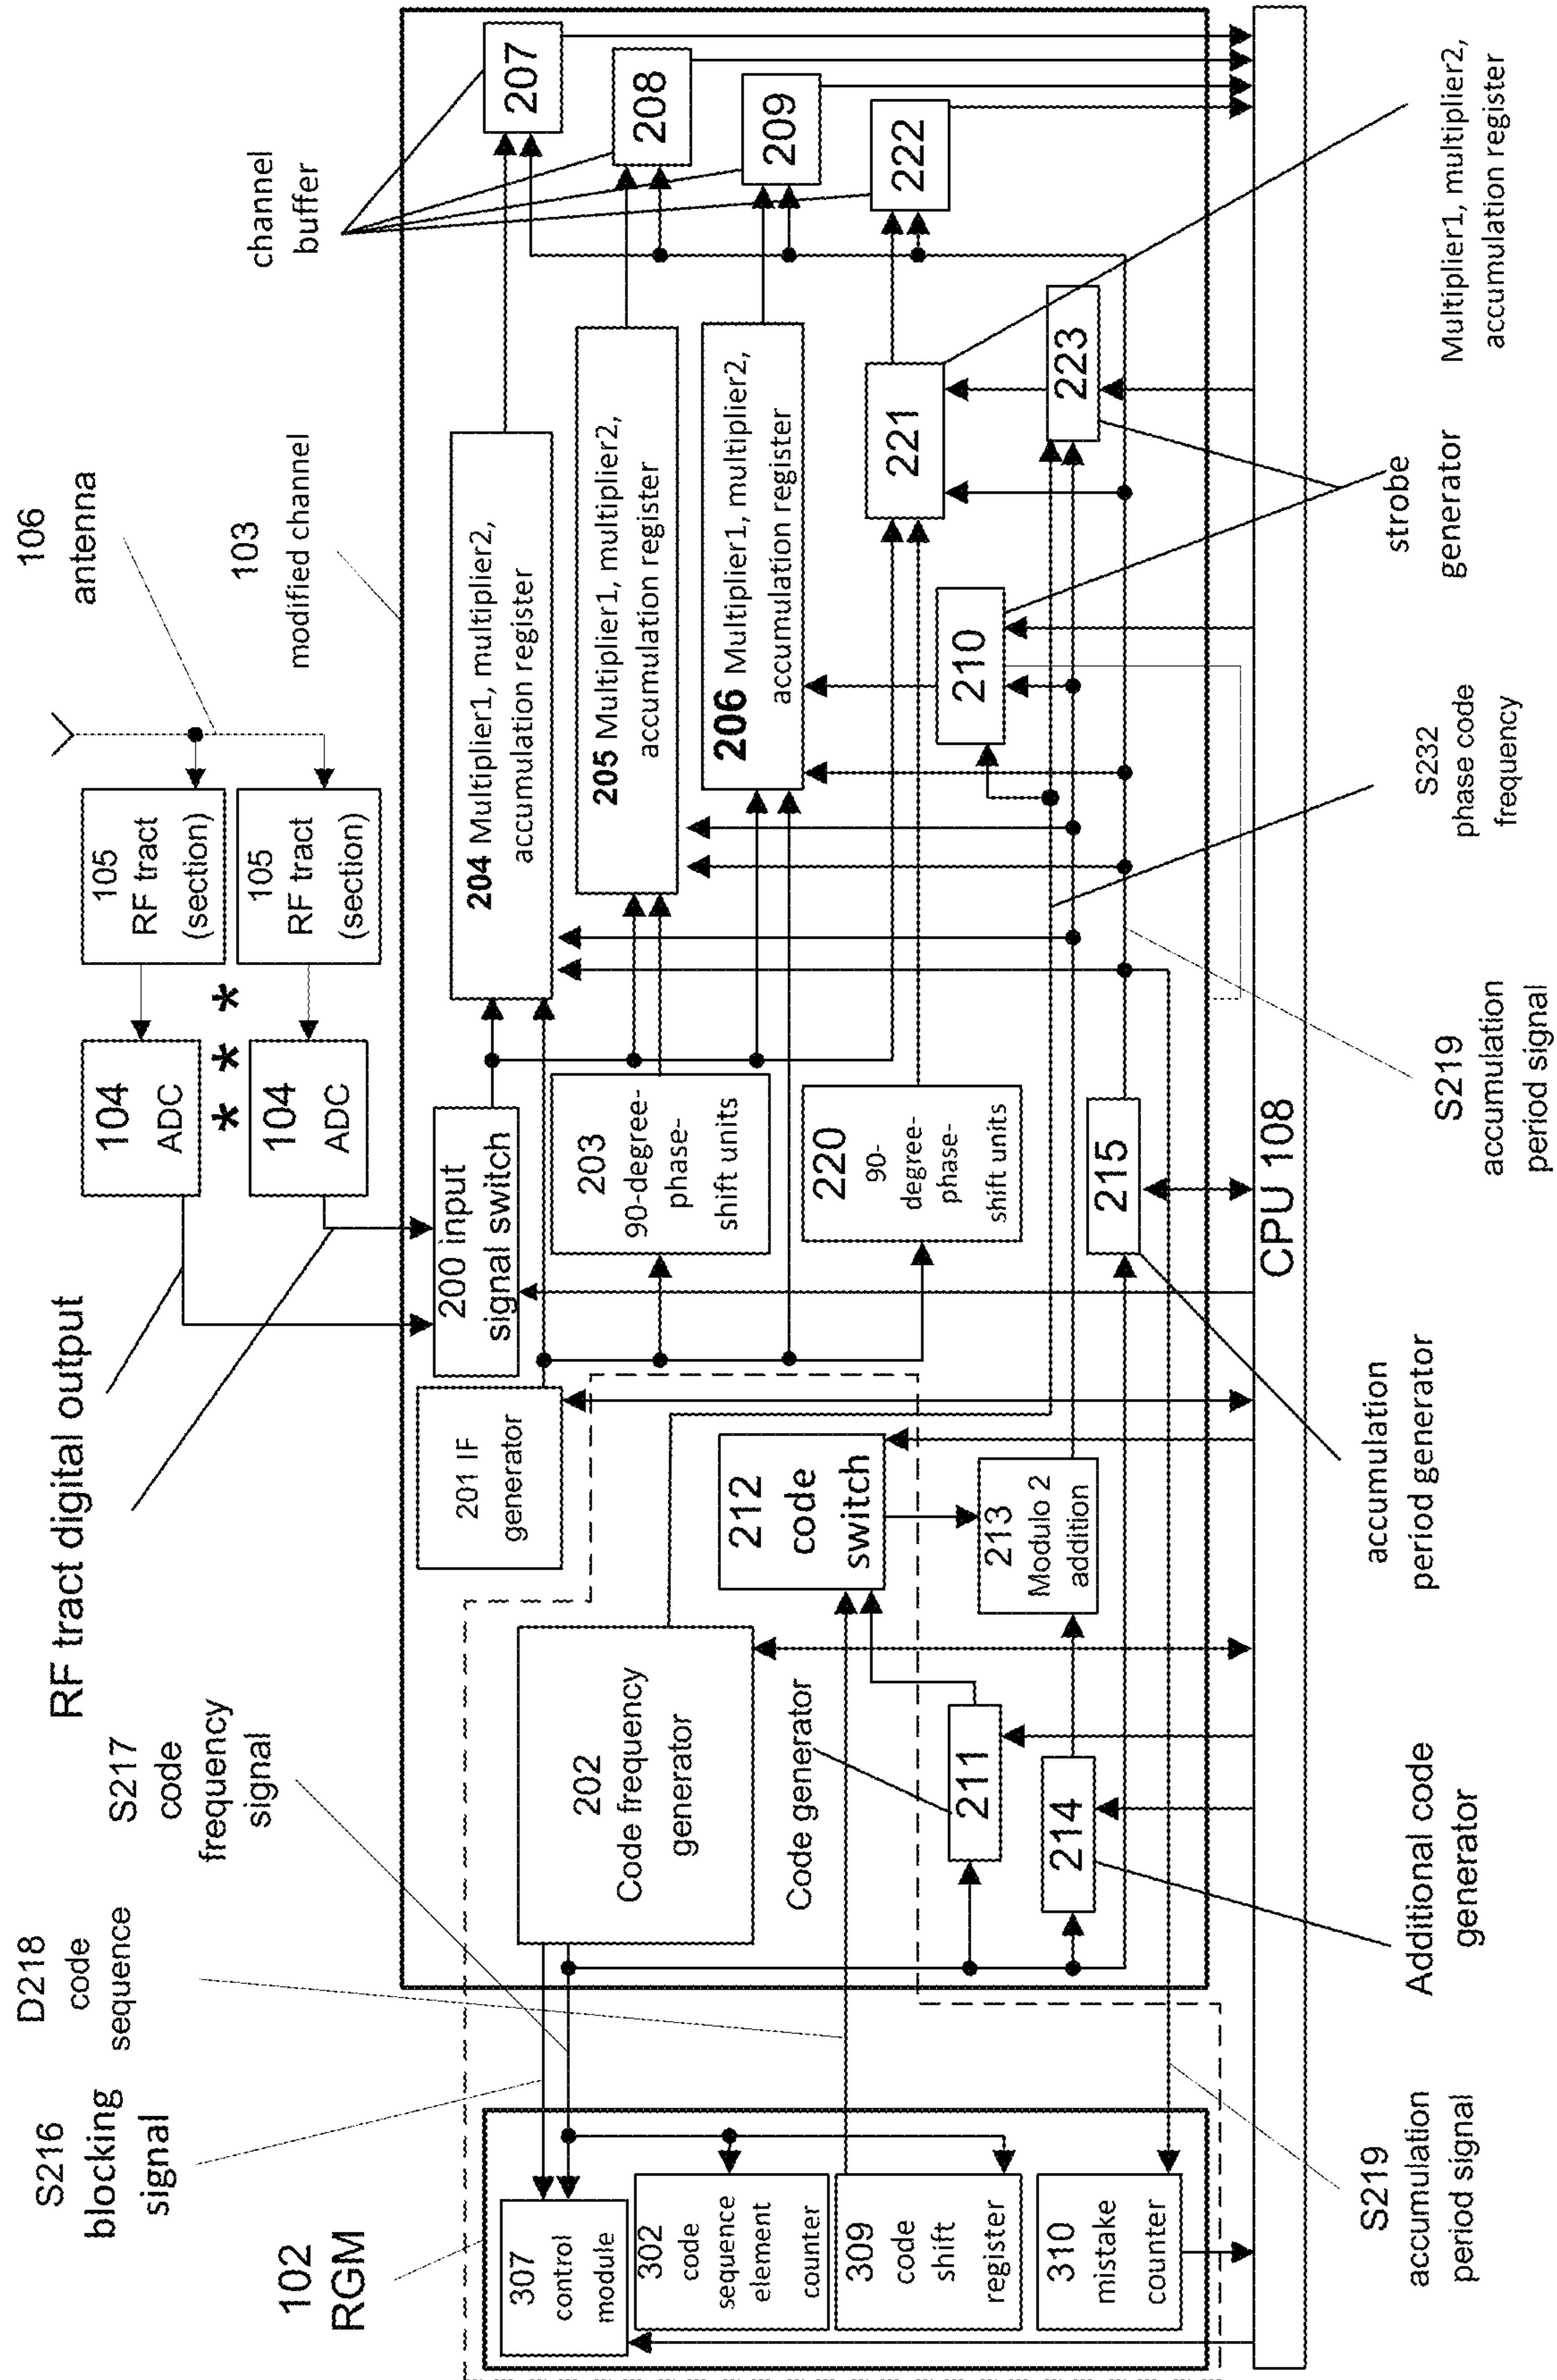 106
antenna
103
modified channel
channel
buffer
RF tract digital output
S217
code
frequency
signal
D218
code
sequence
S216
blocking
signal
102
RGM
105
RF tract
(section)
105
RF tract
(section)
104
ADC
* * * *
104
ADC
200 input
signal switch
201 IF
generator
202
Code frequency
generator
203
90-degree-
phase-
shift units
220
90-
degree-
phase-
shift units
204 Multiplier1, multiplier2,
accumulation register
205 Multiplier1, multiplier2,
accumulation register
206 Multiplier1, multiplier2,
accumulation register
207
208
209
222
221
223
210
212
code
switch
213
Modulo 2
addition
215
Code generator
211
214
307
control
module
302
code
sequence
element
counter
309
code
shift
register
310
mistake
counter
CPU 108
S219
accumulation
period signal
Additional code
generator
accumulation
period generator
S219
accumulation
period signal
S232
phase code
frequency
strobe
generator
Multiplier1, multiplier2,
accumulation register